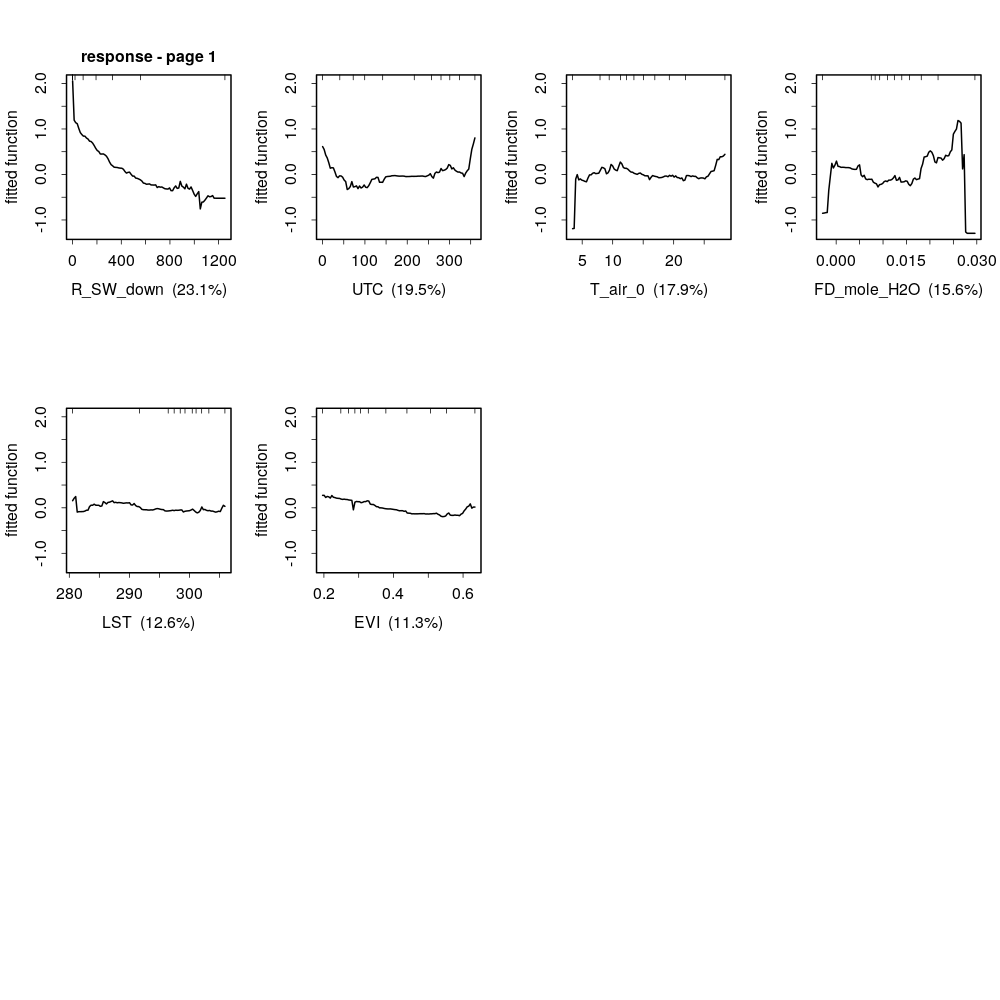 response - page 1
fitted function
2.0
1.0
0.0
-1.0
0 400 800 1200
R_SW_down (23.1%)
fitted function
2.0
1.0
0.0
-1.0
0 100 200 300
UTC (19.5%)
fitted function
2.0
1.0
0.0
-1.0
5 10 20
T_air_0 (17.9%)
fitted function
2.0
1.0
0.0
-1.0
0.000 0.015 0.030
FD_mole_H2O (15.6%)
fitted function
2.0
1.0
0.0
-1.0
280 290 300
LST (12.6%)
fitted function
2.0
1.0
0.0
-1.0
0.2 0.4 0.6
EVI (11.3%)